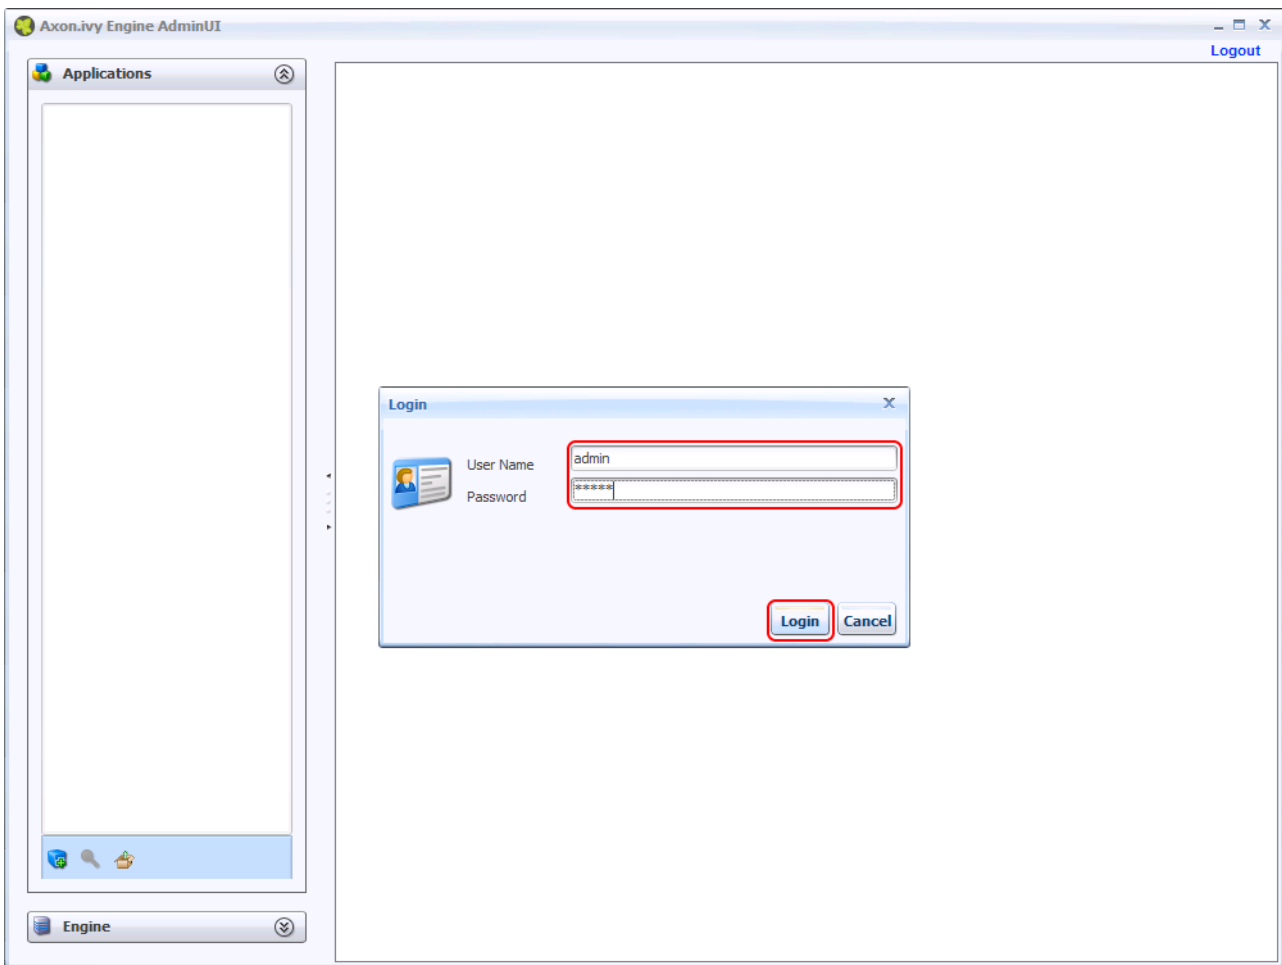 Axon.ivy Engine AdminUI
Logout
Applications
Login
User Name
admin
Password
*****
Login
Cancel
Engine